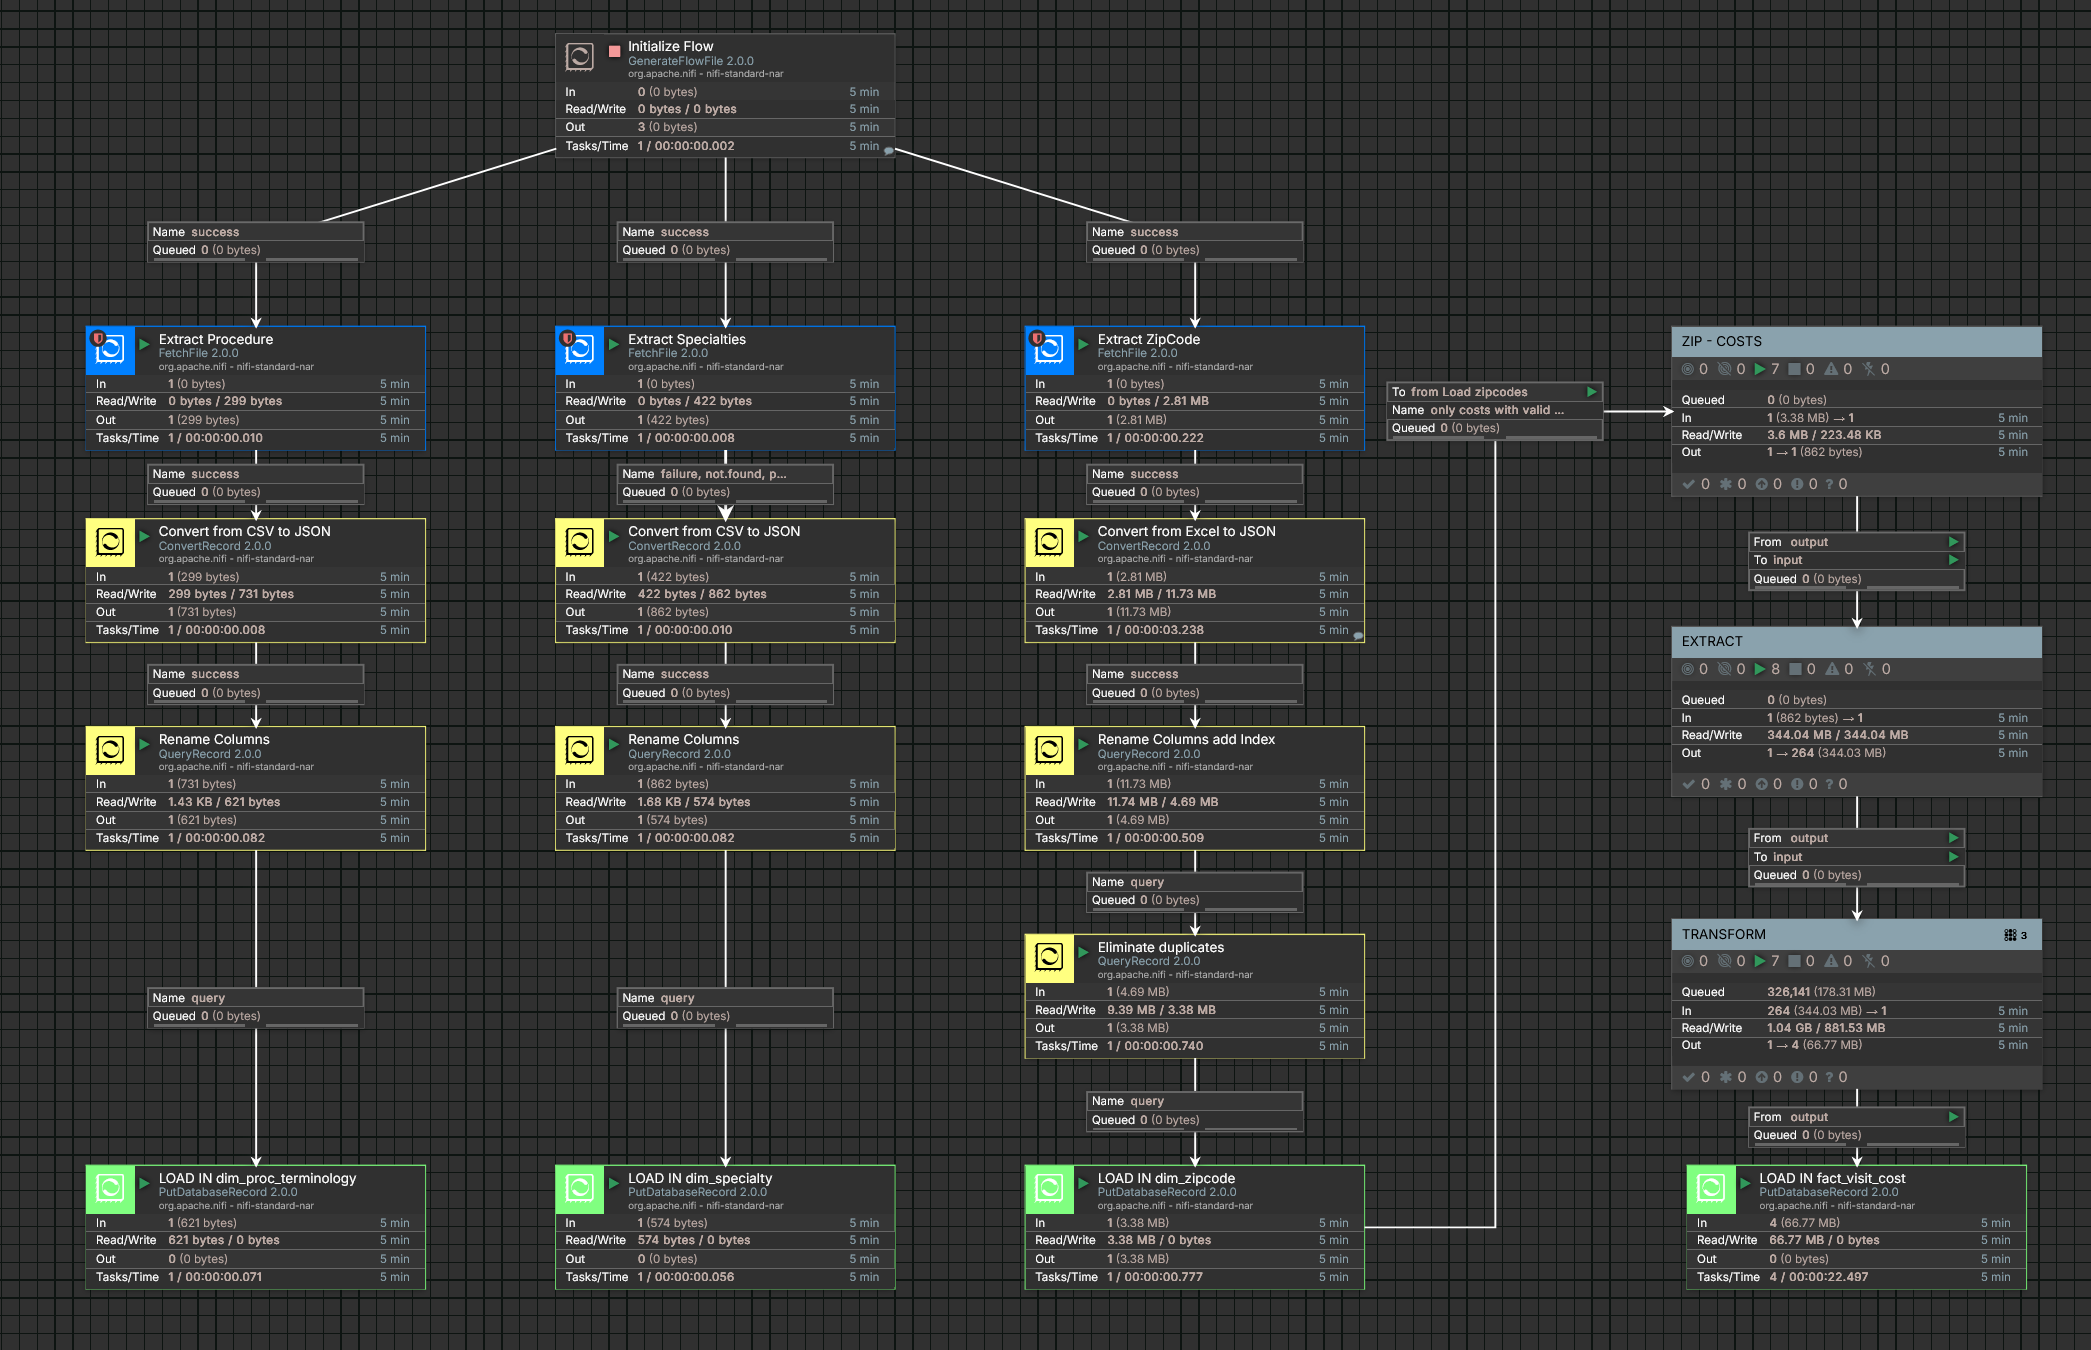 Initialize Flow
GenerateFlowFile 2.0.0
org.apache.nifi - nifi-standard-nar
In 0 (0 bytes) 5 min
Read/Write 0 bytes / 0 bytes 5 min
Out 3 (0 bytes) 5 min
Tasks/Time 1 / 00:00:00.002 5 min
Name success
Queued 0 (0 bytes)
Name success
Queued 0 (0 bytes)
Name success
Queued 0 (0 bytes)
Extract Procedure
FetchFile 2.0.0
org.apache.nifi - nifi-standard-nar
In 1 (0 bytes) 5 min
Read/Write 0 bytes / 299 bytes 5 min
Out 1 (299 bytes) 5 min
Tasks/Time 1 / 00:00:00.010 5 min
Name success
Queued 0 (0 bytes)
Convert from CSV to JSON
ConvertRecord 2.0.0
org.apache.nifi - nifi-standard-nar
In 1 (299 bytes) 5 min
Read/Write 299 bytes / 731 bytes 5 min
Out 1 (731 bytes) 5 min
Tasks/Time 1 / 00:00:00.008 5 min
Name success
Queued 0 (0 bytes)
Rename Columns
QueryRecord 2.0.0
org.apache.nifi - nifi-standard-nar
In 1 (731 bytes) 5 min
Read/Write 1.43 KB / 621 bytes 5 min
Out 1 (621 bytes) 5 min
Tasks/Time 1 / 00:00:00.082 5 min
Name query
Queued 0 (0 bytes)
LOAD IN dim_proc_terminology
PutDatabaseRecord 2.0.0
org.apache.nifi - nifi-standard-nar
In 1 (621 bytes) 5 min
Read/Write 621 bytes / 0 bytes 5 min
Out 0 (0 bytes) 5 min
Tasks/Time 1 / 00:00:00.071 5 min
Extract Specialties
FetchFile 2.0.0
org.apache.nifi - nifi-standard-nar
In 1 (0 bytes) 5 min
Read/Write 0 bytes / 422 bytes 5 min
Out 1 (422 bytes) 5 min
Tasks/Time 1 / 00:00:00.008 5 min
Name failure, not.found, p...
Queued 0 (0 bytes)
Convert from CSV to JSON
ConvertRecord 2.0.0
org.apache.nifi - nifi-standard-nar
In 1 (422 bytes) 5 min
Read/Write 422 bytes / 862 bytes 5 min
Out 1 (862 bytes) 5 min
Tasks/Time 1 / 00:00:00.010 5 min
Name success
Queued 0 (0 bytes)
Rename Columns
QueryRecord 2.0.0
org.apache.nifi - nifi-standard-nar
In 1 (862 bytes) 5 min
Read/Write 1.68 KB / 574 bytes 5 min
Out 1 (574 bytes) 5 min
Tasks/Time 1 / 00:00:00.082 5 min
Name query
Queued 0 (0 bytes)
LOAD IN dim_specialty
PutDatabaseRecord 2.0.0
org.apache.nifi - nifi-standard-nar
In 1 (574 bytes) 5 min
Read/Write 574 bytes / 0 bytes 5 min
Out 0 (0 bytes) 5 min
Tasks/Time 1 / 00:00:00.056 5 min
Extract ZipCode
FetchFile 2.0.0
org.apache.nifi - nifi-standard-nar
In 1 (0 bytes) 5 min
Read/Write 0 bytes / 2.81 MB 5 min
Out 1 (2.81 MB) 5 min
Tasks/Time 1 / 00:00:00.222 5 min
Name success
Queued 0 (0 bytes)
Convert from Excel to JSON
ConvertRecord 2.0.0
org.apache.nifi - nifi-standard-nar
In 1 (2.81 MB) 5 min
Read/Write 2.81 MB / 11.73 MB 5 min
Out 1 (11.73 MB) 5 min
Tasks/Time 1 / 00:00:03.238 5 min
Name success
Queued 0 (0 bytes)
Rename Columns add Index
QueryRecord 2.0.0
org.apache.nifi - nifi-standard-nar
In 1 (11.73 MB) 5 min
Read/Write 11.74 MB / 4.69 MB 5 min
Out 1 (4.69 MB) 5 min
Tasks/Time 1 / 00:00:00.509 5 min
Name query
Queued 0 (0 bytes)
Eliminate duplicates
QueryRecord 2.0.0
org.apache.nifi - nifi-standard-nar
In 1 (4.69 MB) 5 min
Read/Write 9.39 MB / 3.38 MB 5 min
Out 1 (3.38 MB) 5 min
Tasks/Time 1 / 00:00:00.740 5 min
Name query
Queued 0 (0 bytes)
LOAD IN dim_zipcode
PutDatabaseRecord 2.0.0
org.apache.nifi - nifi-standard-nar
In 1 (3.38 MB) 5 min
Read/Write 3.38 MB / 0 bytes 5 min
Out 1 (3.38 MB) 5 min
Tasks/Time 1 / 00:00:00.777 5 min
To from Load zipcodes
Name only costs with valid ...
Queued 0 (0 bytes)
ZIP - COSTS
0 0 7 0 0 0
Queued 0 (0 bytes)
In 1 (3.38 MB) → 1 5 min
Read/Write 3.6 MB / 223.48 KB 5 min
Out 1 → 1 (862 bytes) 5 min
0 0 0 0 ? 0
From output
To input
Queued 0 (0 bytes)
EXTRACT
0 0 8 0 0 0
Queued 0 (0 bytes)
In 1 (862 bytes) → 1 5 min
Read/Write 344.04 MB / 344.04 MB 5 min
Out 1 → 264 (344.03 MB) 5 min
0 0 0 0 ? 0
From output
To input
Queued 0 (0 bytes)
TRANSFORM 3
0 0 7 0 0 0
Queued 326,141 (178.31 MB)
In 264 (344.03 MB) → 1 5 min
Read/Write 1.04 GB / 881.53 MB 5 min
Out 1 → 4 (66.77 MB) 5 min
0 0 0 0 ? 0
From output
Queued 0 (0 bytes)
LOAD IN fact_visit_cost
PutDatabaseRecord 2.0.0
org.apache.nifi - nifi-standard-nar
In 4 (66.77 MB) 5 min
Read/Write 66.77 MB / 0 bytes 5 min
Out 0 (0 bytes) 5 min
Tasks/Time 4 / 00:00:22.497 5 min